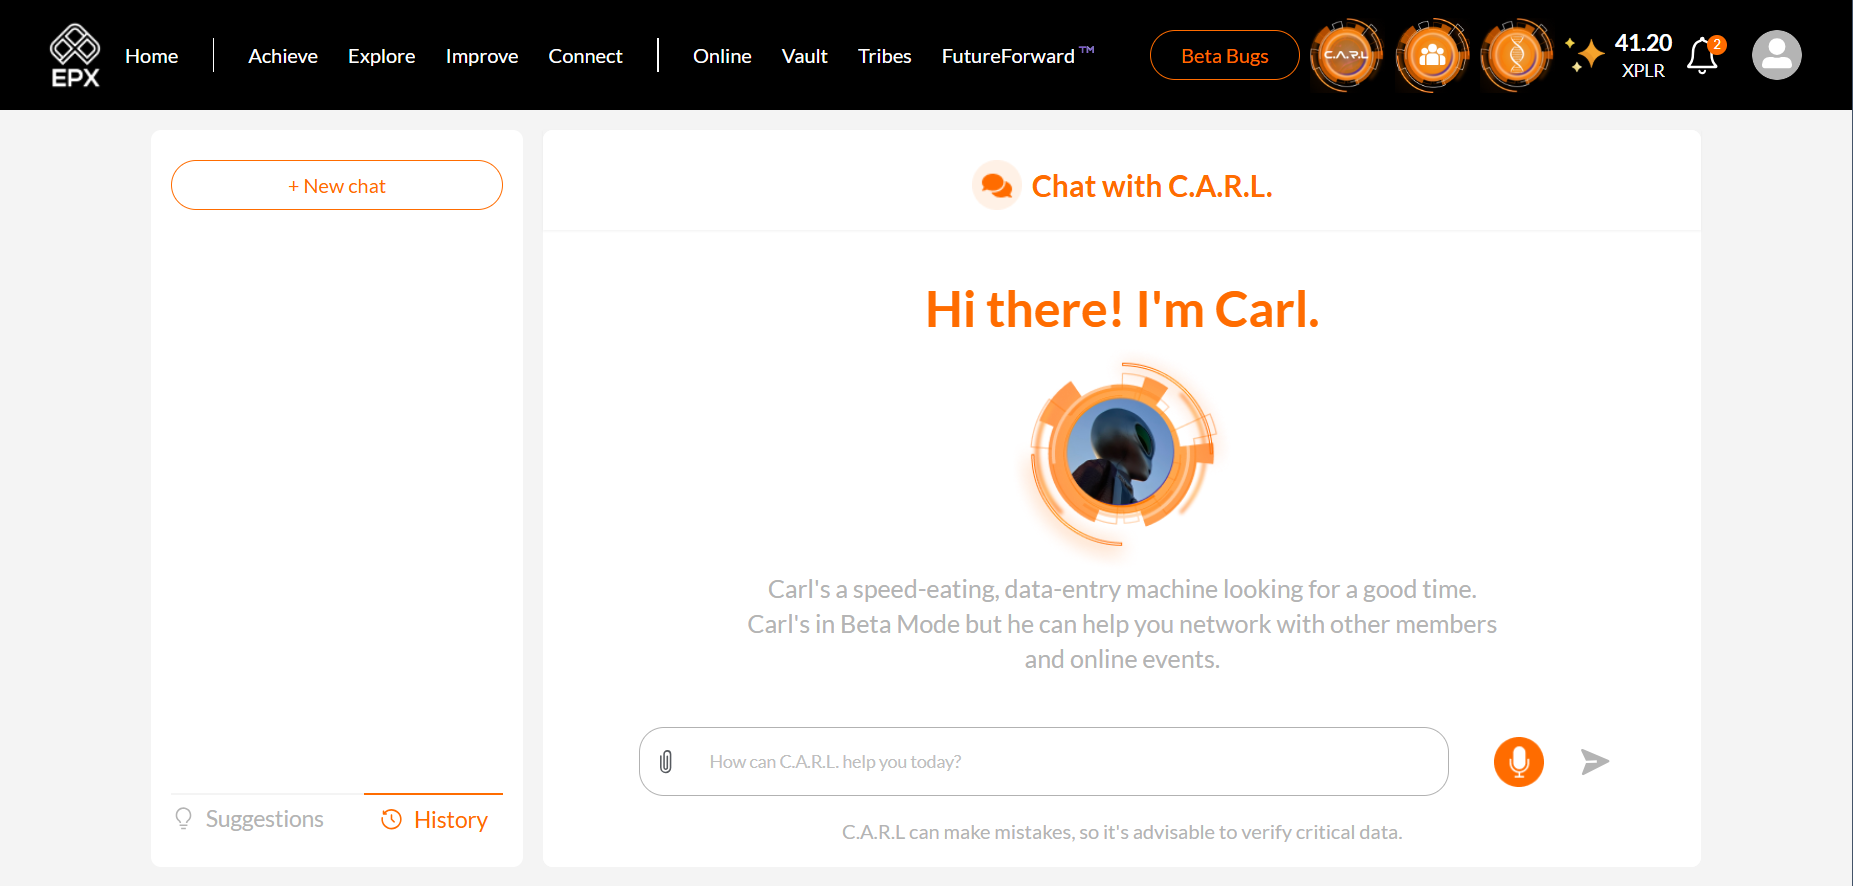 EPX
Home
Achieve
Explore
Improve
Connect
Online
Vault
Tribes
FutureForward™
Beta Bugs
C.A.R.L
41.20
XPLR
2
+ New chat
Suggestions
History
Chat with C.A.R.L.
Hi there! I'm Carl.
Carl's a speed-eating, data-entry machine looking for a good time.
Carl's in Beta Mode but he can help you network with other members
and online events.
How can C.A.R.L. help you today?
C.A.R.L can make mistakes, so it's advisable to verify critical data.